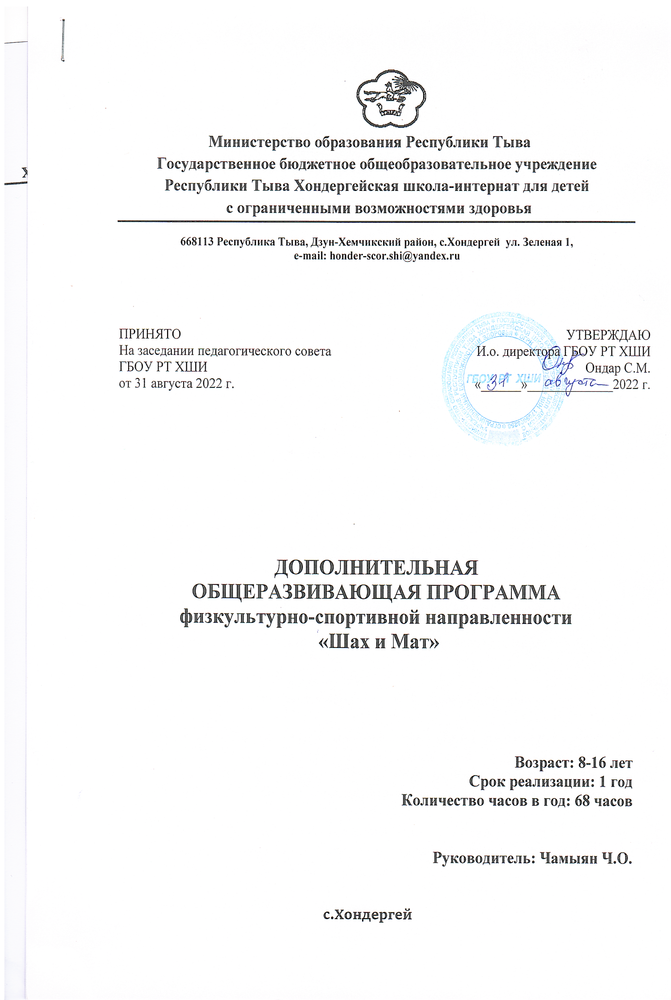 Министерство образования Республики Тыва
Государственное бюджетное общеобразовательное учреждение
Республики Тыва Хондергейская школа-интернат для детей
с ограниченными возможностями здоровья
668113 Республика Тыва, Дзун-Хемчикский район, с.Хондергей ул. Зеленая 1,
e-mail: honder-scor.shi@yandex.ru
ПРИНЯТО
На заседании педагогического совета
ГБОУ РТ ХШИ
от 31 августа 2022 г.
УТВЕРЖДАЮ
И.о. директора ГБОУ РТ ХШИ
Ондар С.М.
«31» августа 2022 г.
ГБОУ РТ ХШИ
ДОПОЛНИТЕЛЬНАЯ
ОБЩЕРАЗВИВАЮЩАЯ ПРОГРАММА
физкультурно-спортивной направленности
«Шах и Мат»
Возраст: 8-16 лет
Срок реализации: 1 год
Количество часов в год: 68 часов
Руководитель: Чамыян Ч.О.
с.Хондергей